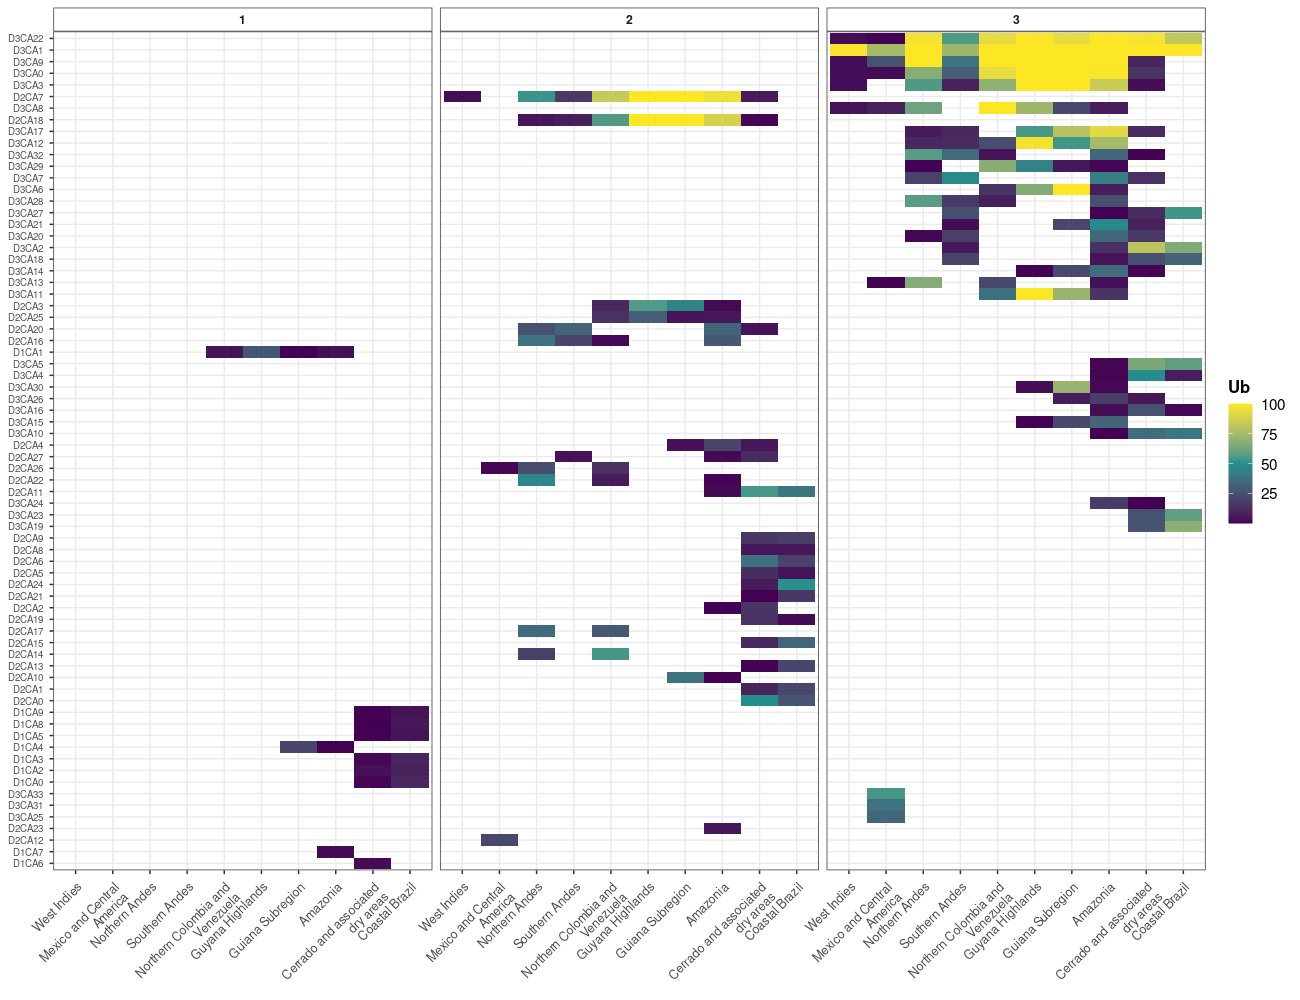 1
2
3
D3CA22
D3CA1
D3CA9
D3CA0
D3CA3
D2CA7
D3CA8
D2CA18
D3CA17
D3CA12
D3CA32
D3CA29
D3CA7
D3CA6
D3CA28
D3CA27
D3CA21
D3CA20
D3CA2
D3CA18
D3CA14
D3CA13
D3CA11
D2CA3
D2CA25
D2CA20
D2CA16
D1CA1
D3CA5
D3CA4
D3CA30
D3CA26
D3CA16
D3CA15
D3CA10
D2CA4
D2CA27
D2CA26
D2CA22
D2CA11
D3CA24
D3CA23
D3CA19
D2CA9
D2CA8
D2CA6
D2CA5
D2CA24
D2CA21
D2CA2
D2CA19
D2CA17
D2CA15
D2CA14
D2CA13
D2CA10
D2CA1
D2CA0
D1CA9
D1CA8
D1CA5
D1CA4
D1CA3
D1CA2
D1CA0
D3CA33
D3CA31
D3CA25
D2CA23
D2CA12
D1CA7
D1CA6
West Indies
Mexico and Central
America
Northern Andes
Southern Andes
Northern Colombia and
Venezuela
Guyana Highlands
Guiana Subregion
Amazonia
Cerrado and associated
dry areas
Coastal Brazil
West Indies
Mexico and Central
America
Northern Andes
Southern Andes
Northern Colombia and
Venezuela
Guyana Highlands
Guiana Subregion
Amazonia
Cerrado and associated
dry areas
Coastal Brazil
West Indies
Mexico and Central
America
Northern Andes
Southern Andes
Northern Colombia and
Venezuela
Guyana Highlands
Guiana Subregion
Amazonia
Cerrado and associated
dry areas
Coastal Brazil
Ub
100
75
50
25